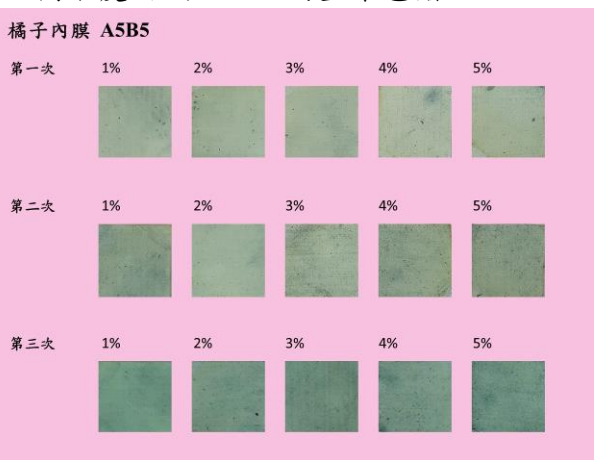 橘子內膜 A5B5
第一次 1% 2% 3% 4% 5%
第二次 1% 2% 3% 4% 5%
第三次 1% 2% 3% 4% 5%